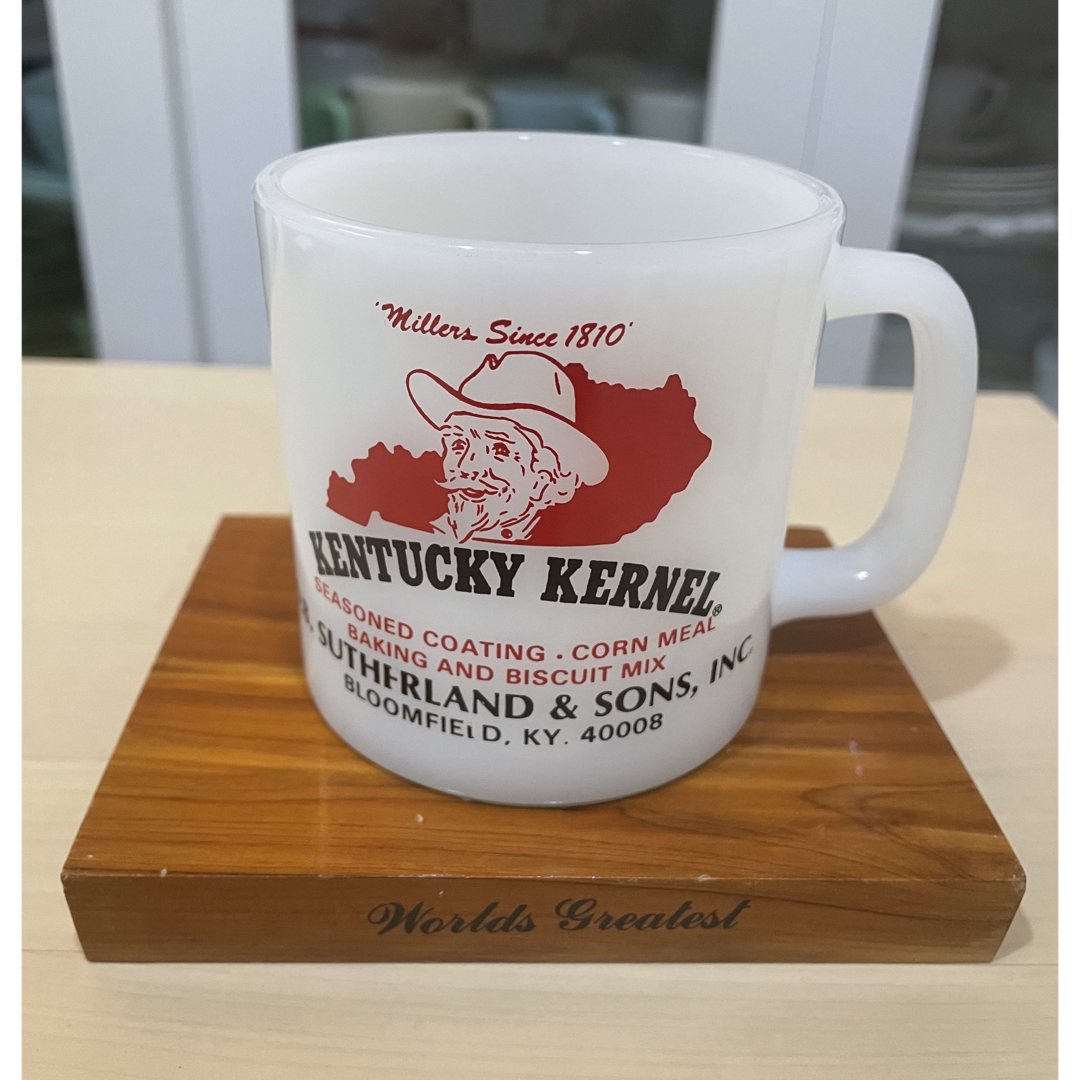 'Millers Since 1810'
KENTUCKY KERNEL®
SEASONED COATING · CORN MEAL
BAKING AND BISCUIT MIX
SUTHERLAND & SONS, INC.
BLOOMFIELD, KY. 40008
Worlds Greatest